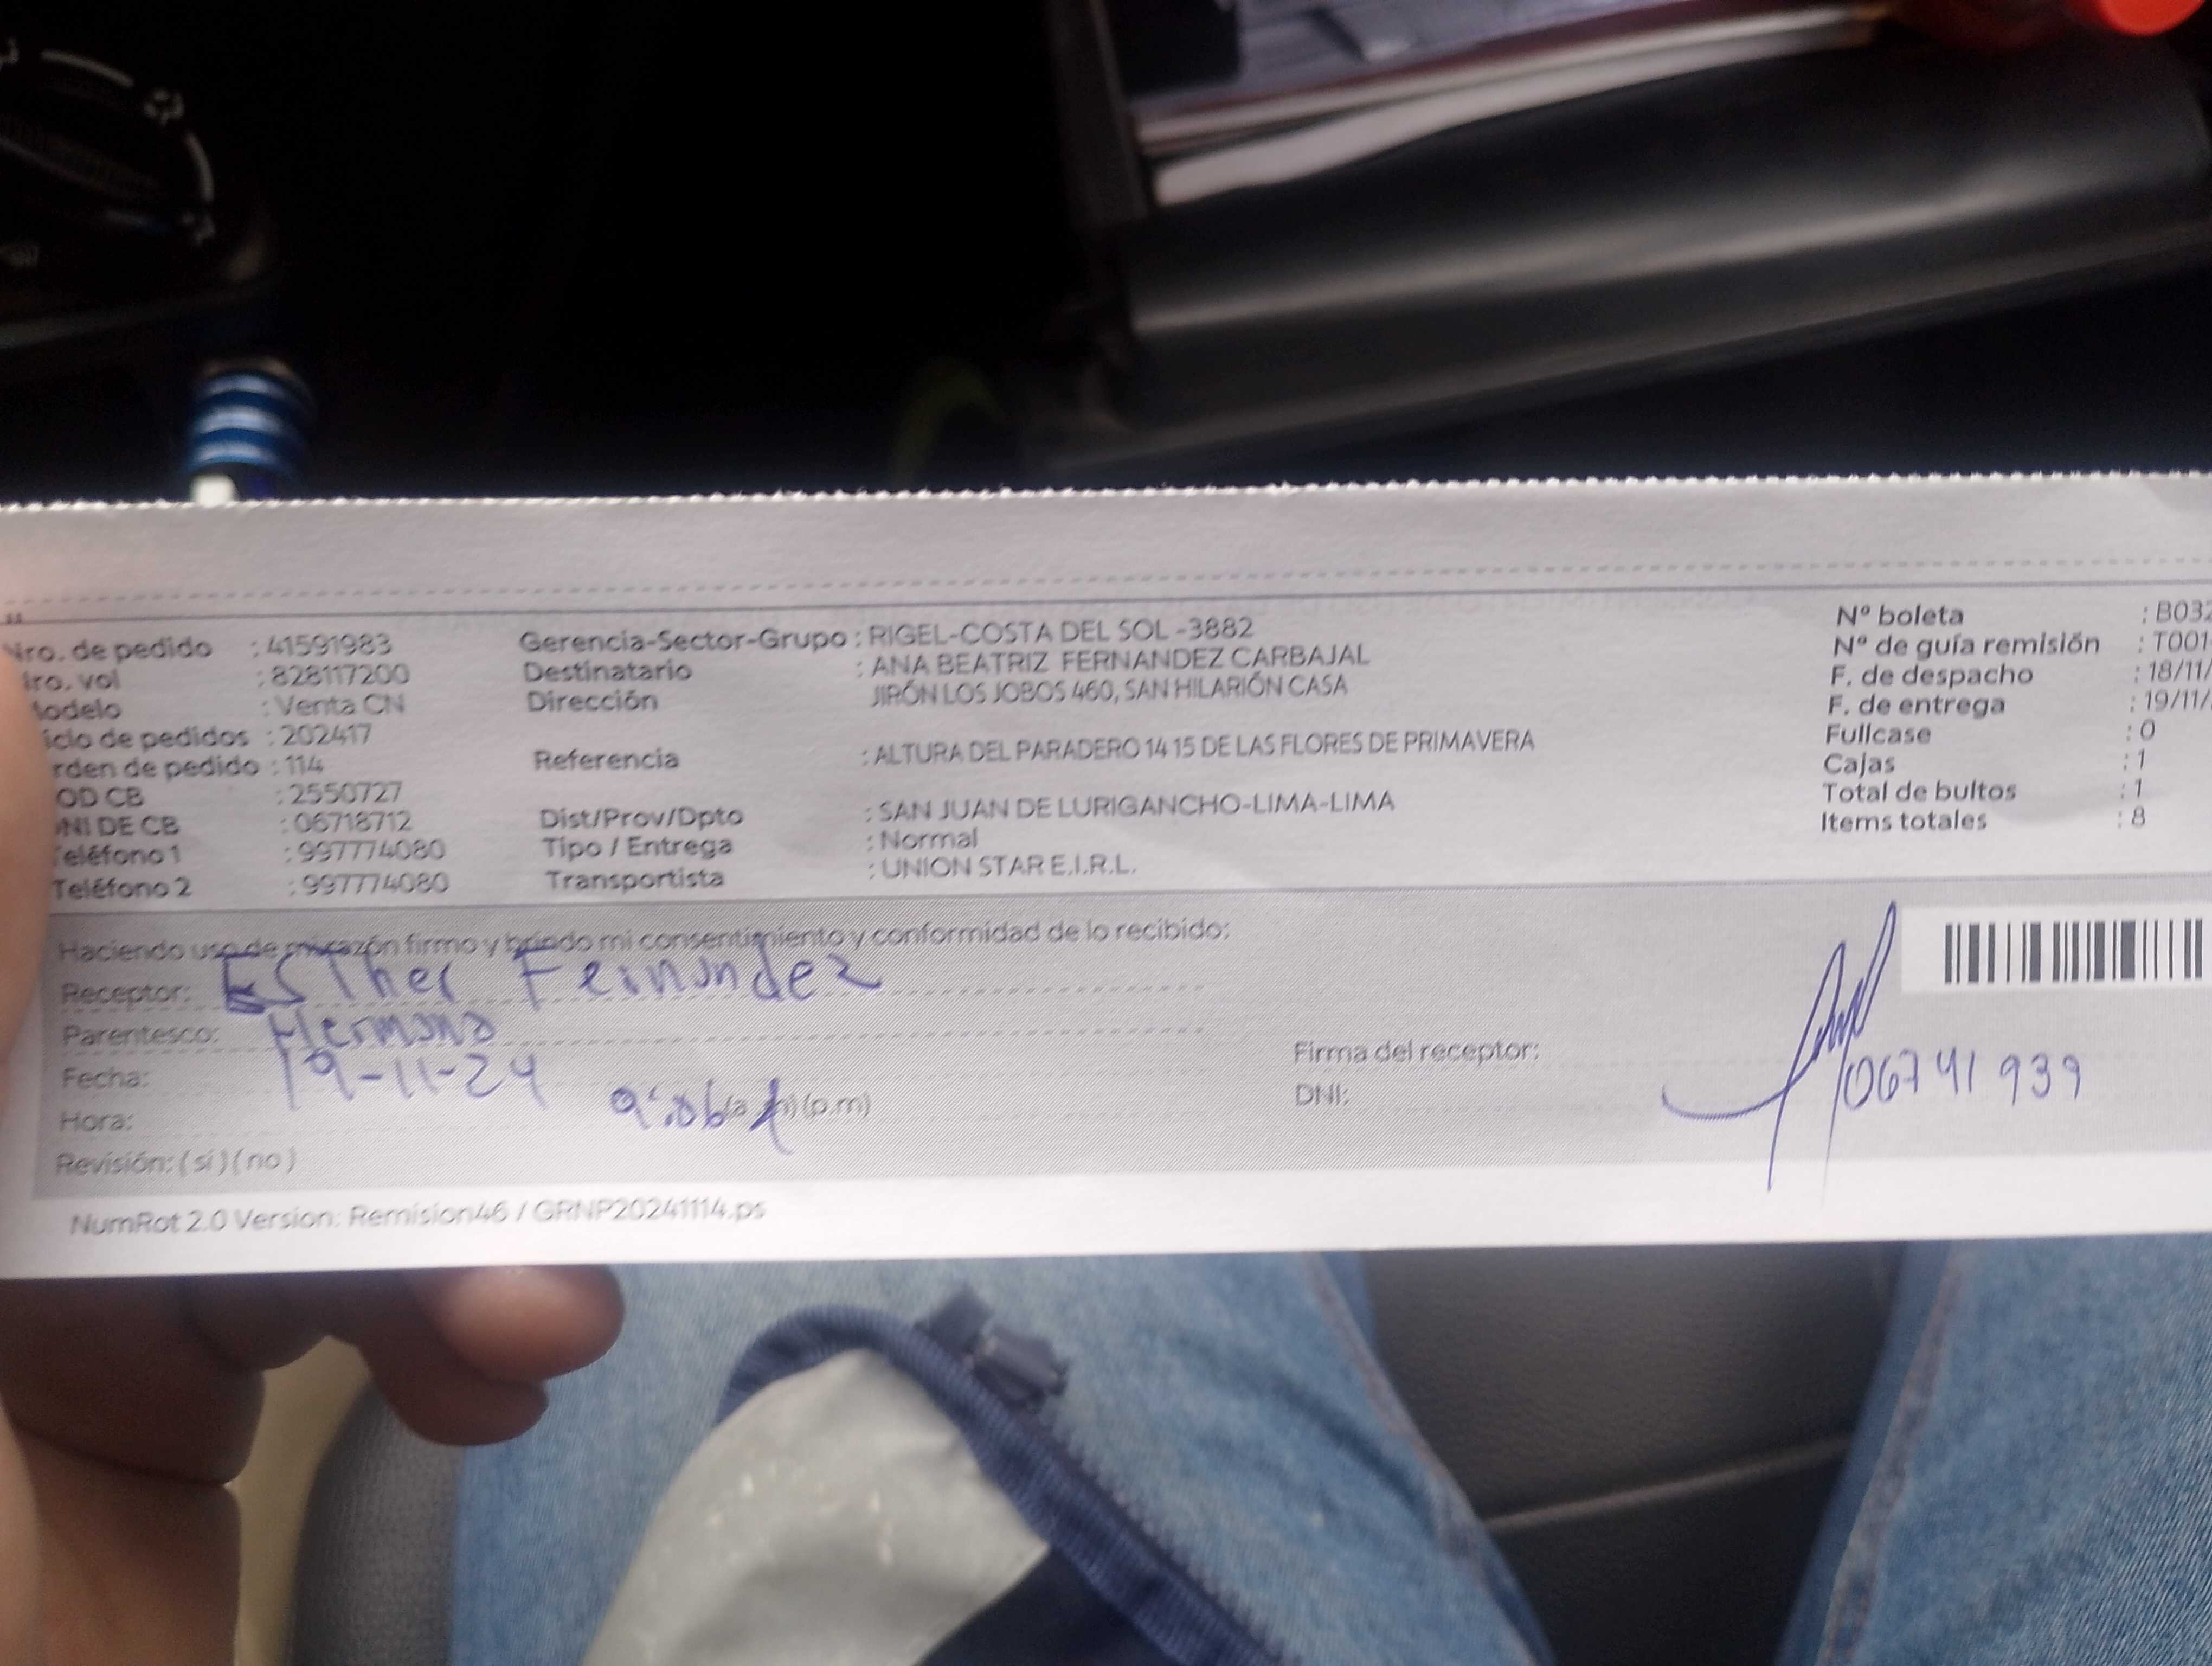 Nro. de pedido : 41591983
Nro. vol : 828117200
Modelo : Venta CN
iclo de pedidos : 202417
rden de pedido : 114
OD CB : 2550727
NI DE CB : 06718712
Teléfono 1 : 997774080
Teléfono 2 : 997774080
Gerencia-Sector-Grupo : RIGEL-COSTA DEL SOL -3882
Destinatario : ANA BEATRIZ FERNANDEZ CARBAJAL
Dirección JIRÓN LOS JOBOS 460, SAN HILARIÓN CASA
Referencia : ALTURA DEL PARADERO 14 15 DE LAS FLORES DE PRIMAVERA
Dist/Prov/Dpto : SAN JUAN DE LURIGANCHO-LIMA-LIMA
Tipo / Entrega : Normal
Transportista : UNION STAR E.I.R.L.
Nº boleta : B032
Nº de guía remisión : T001
F. de despacho : 18/11/
F. de entrega : 19/11/
Fullcase : 0
Cajas : 1
Total de bultos : 1
Items totales : 8
Haciendo uso de mi razón firmo y brindo mi consentimiento y conformidad de lo recibido:
Receptor: Esther Fernandez
Parentesco: Hermana
Fecha: 19-11-24
Hora: (a.m) (p.m)
Revisión: ( si ) ( no )
Firma del receptor:
DNI: 06741939
NumRot 2.0 Version: Remision46 / GRNP20241114.ps